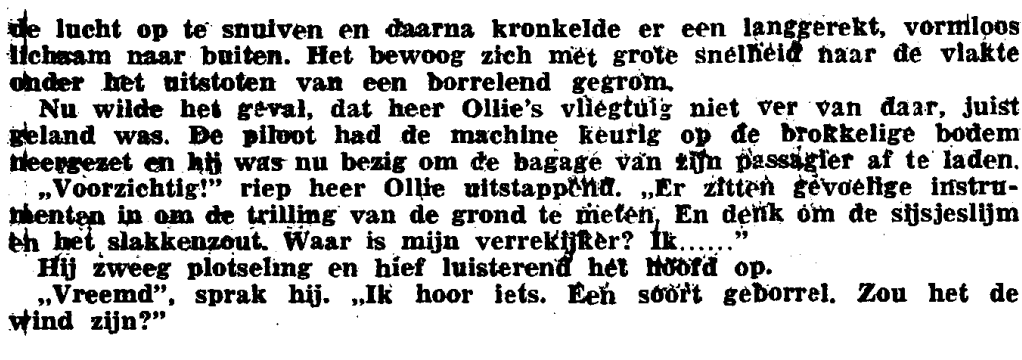 de lucht op te snuiven en daarna kronkelde er een langgerekt, vormloos
lichaam naar buiten. Het bewoog zich met grote snelheid naar de vlakte
onder het uitstoten van een borrelend gegrom.
Nu wilde het geval, dat heer Ollie's vliegtuig niet ver van daar, juist
geland was. De piloot had de machine keurig op de brokkelige bodem
neergezet en hij was nu bezig om de bagage van zijn passagier af te laden.
„Voorzichtig!” riep heer Ollie uitstappend. „Er zitten gevoelige instru-
menten in om de trilling van de grond te meten. En denk om de sijsjeslijm
en het slakkenzout. Waar is mijn verrekijker? Ik......”
Hij zweeg plotseling en hief luisterend het hoofd op.
„Vreemd”, sprak hij. „Ik hoor iets. Een soort geborrel. Zou het de
wind zijn?”